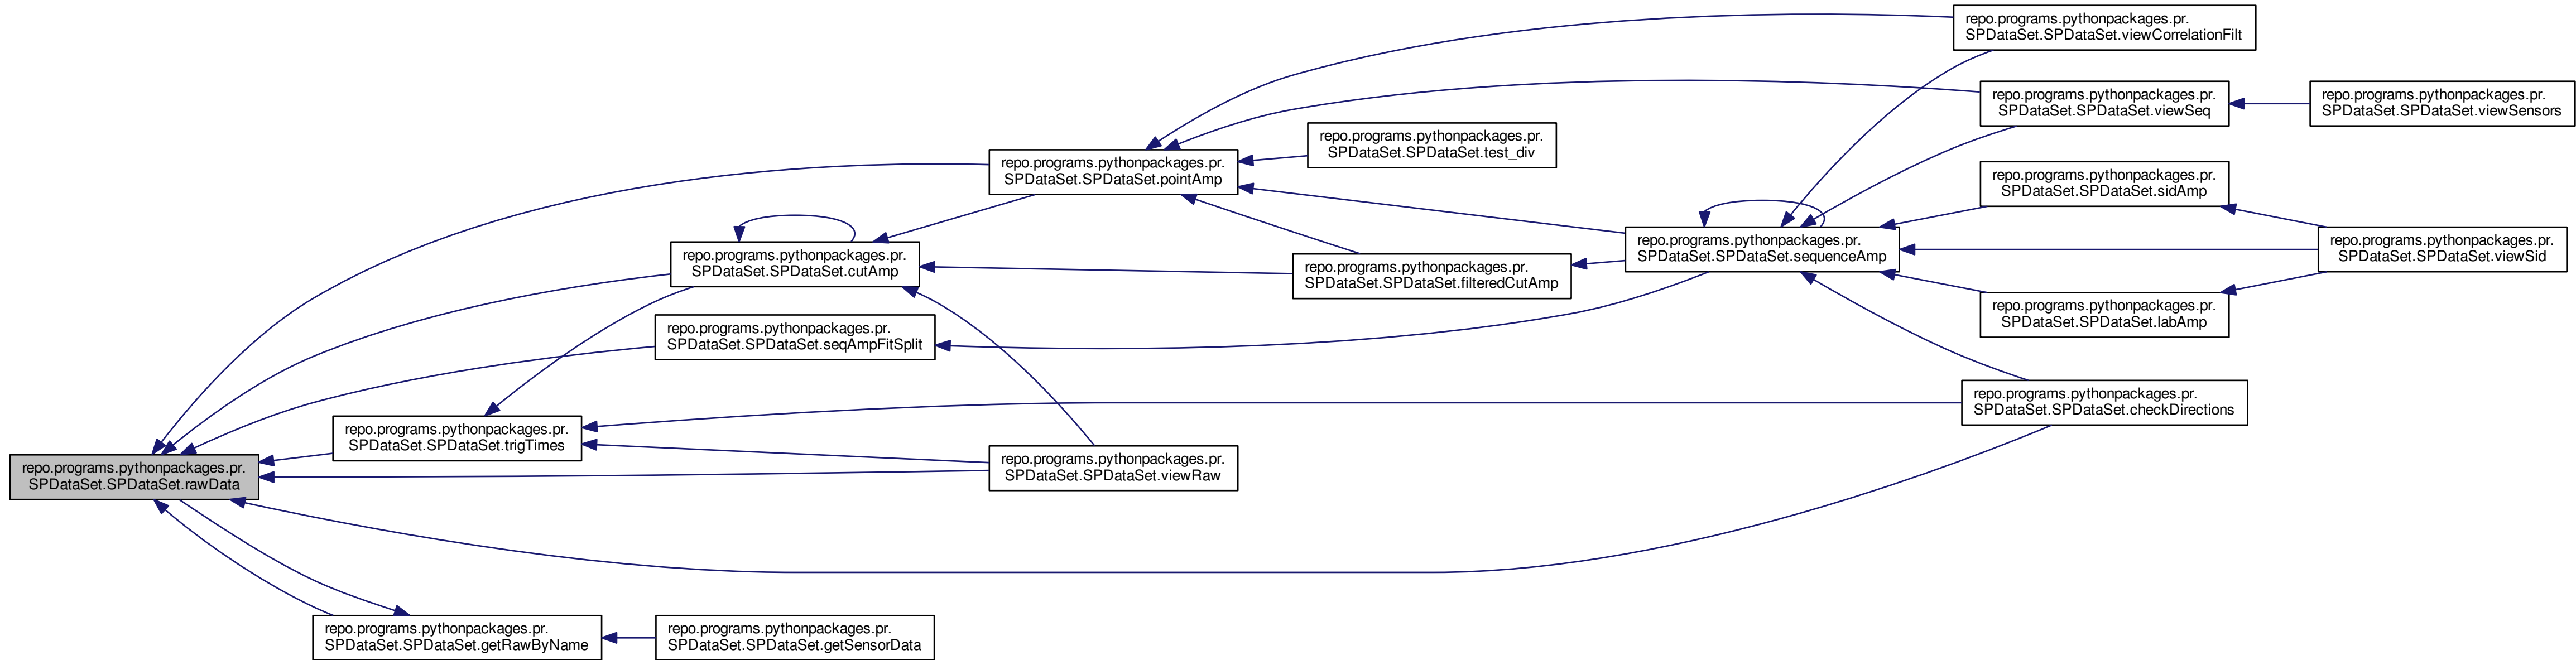 repo.programs.pythonpackages.pr.
SPDataSet.SPDataSet.viewCorrelationFilt
repo.programs.pythonpackages.pr.
SPDataSet.SPDataSet.viewSeq
repo.programs.pythonpackages.pr.
SPDataSet.SPDataSet.viewSensors
repo.programs.pythonpackages.pr.
SPDataSet.SPDataSet.test_div
repo.programs.pythonpackages.pr.
SPDataSet.SPDataSet.pointAmp
repo.programs.pythonpackages.pr.
SPDataSet.SPDataSet.sidAmp
repo.programs.pythonpackages.pr.
SPDataSet.SPDataSet.cutAmp
repo.programs.pythonpackages.pr.
SPDataSet.SPDataSet.sequenceAmp
repo.programs.pythonpackages.pr.
SPDataSet.SPDataSet.viewSid
repo.programs.pythonpackages.pr.
SPDataSet.SPDataSet.filteredCutAmp
repo.programs.pythonpackages.pr.
SPDataSet.SPDataSet.labAmp
repo.programs.pythonpackages.pr.
SPDataSet.SPDataSet.seqAmpFitSplit
repo.programs.pythonpackages.pr.
SPDataSet.SPDataSet.checkDirections
repo.programs.pythonpackages.pr.
SPDataSet.SPDataSet.trigTimes
repo.programs.pythonpackages.pr.
SPDataSet.SPDataSet.rawData
repo.programs.pythonpackages.pr.
SPDataSet.SPDataSet.viewRaw
repo.programs.pythonpackages.pr.
SPDataSet.SPDataSet.getRawByName
repo.programs.pythonpackages.pr.
SPDataSet.SPDataSet.getSensorData